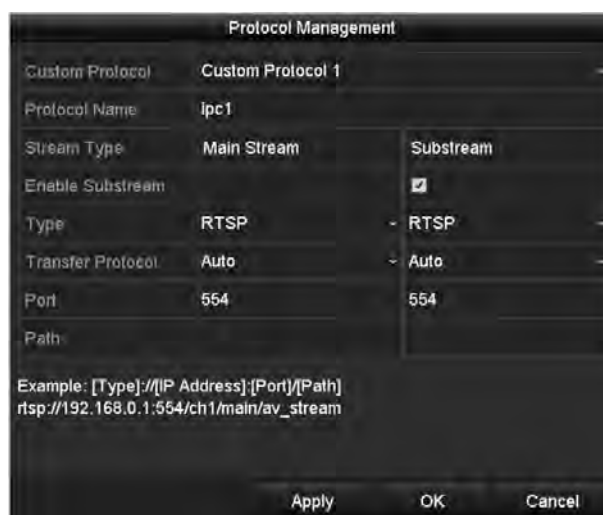 Protocol Management
Custom Protocol Custom Protocol 1
Protocol Name Ipc1
Stream Type Main Stream Substream
Enable Substream
Type RTSP RTSP
Transfer Protocol Auto Auto
Port 554 554
Path
Example: [Type]://[IP Address]:[Port]/[Path]
rtsp://192.168.0.1:554/ch1/main/av_stream
Apply OK Cancel